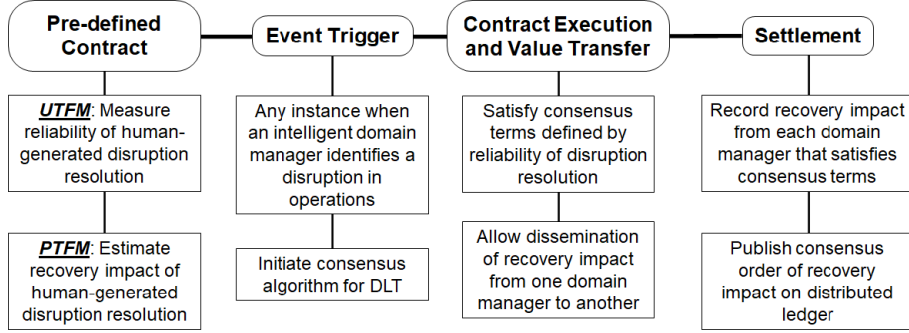 Pre-defined
Contract
Event Trigger
Contract Execution
and Value Transfer
Settlement
UTFM: Measure
reliability of human-
generated disruption
resolution
PTFM: Estimate
recovery impact of
human-generated
disruption resolution
Any instance when
an intelligent domain
manager identifies a
disruption in
operations
Initiate consensus
algorithm for DLT
Satisfy consensus
terms defined by
reliability of disruption
resolution
Allow dissemination
of recovery impact
from one domain
manager to another
Record recovery impact
from each domain
manager that satisfies
consensus terms
Publish consensus
order of recovery
impact on distributed
ledger